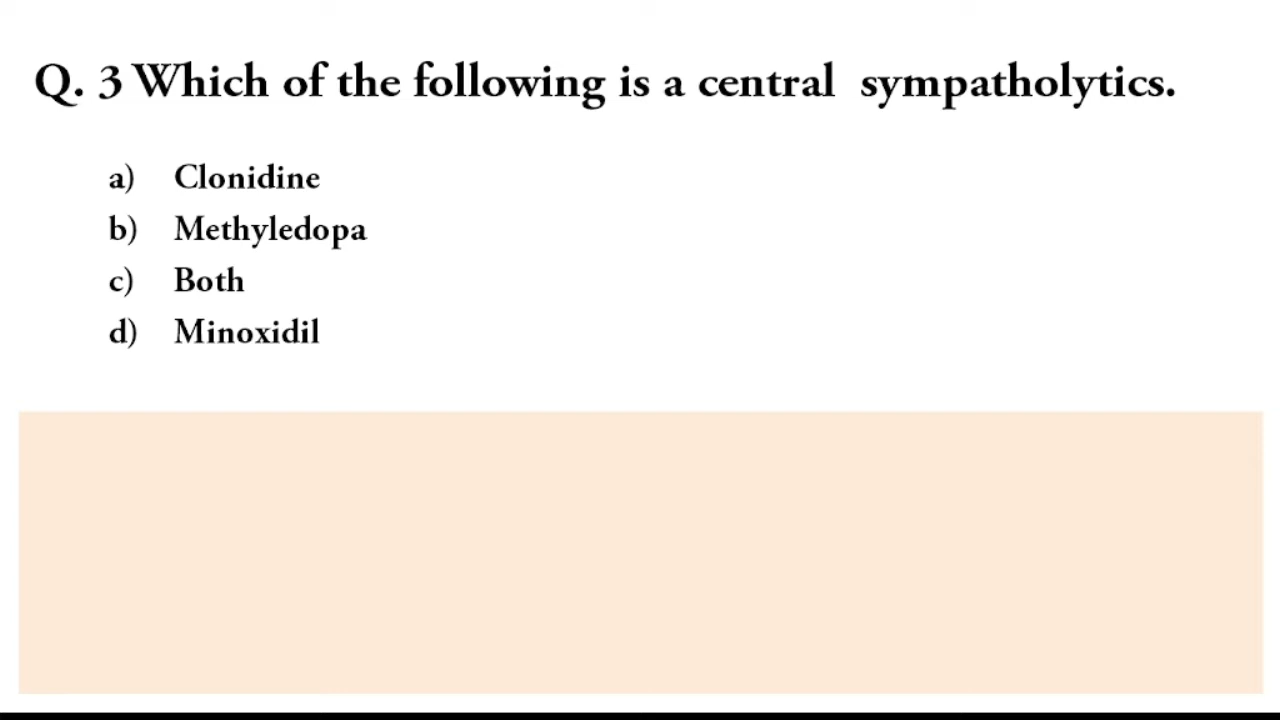 Q. 3 Which of the following is a central sympatholytics.
a) Clonidine
b) Methyledopa
c) Both
d) Minoxidil